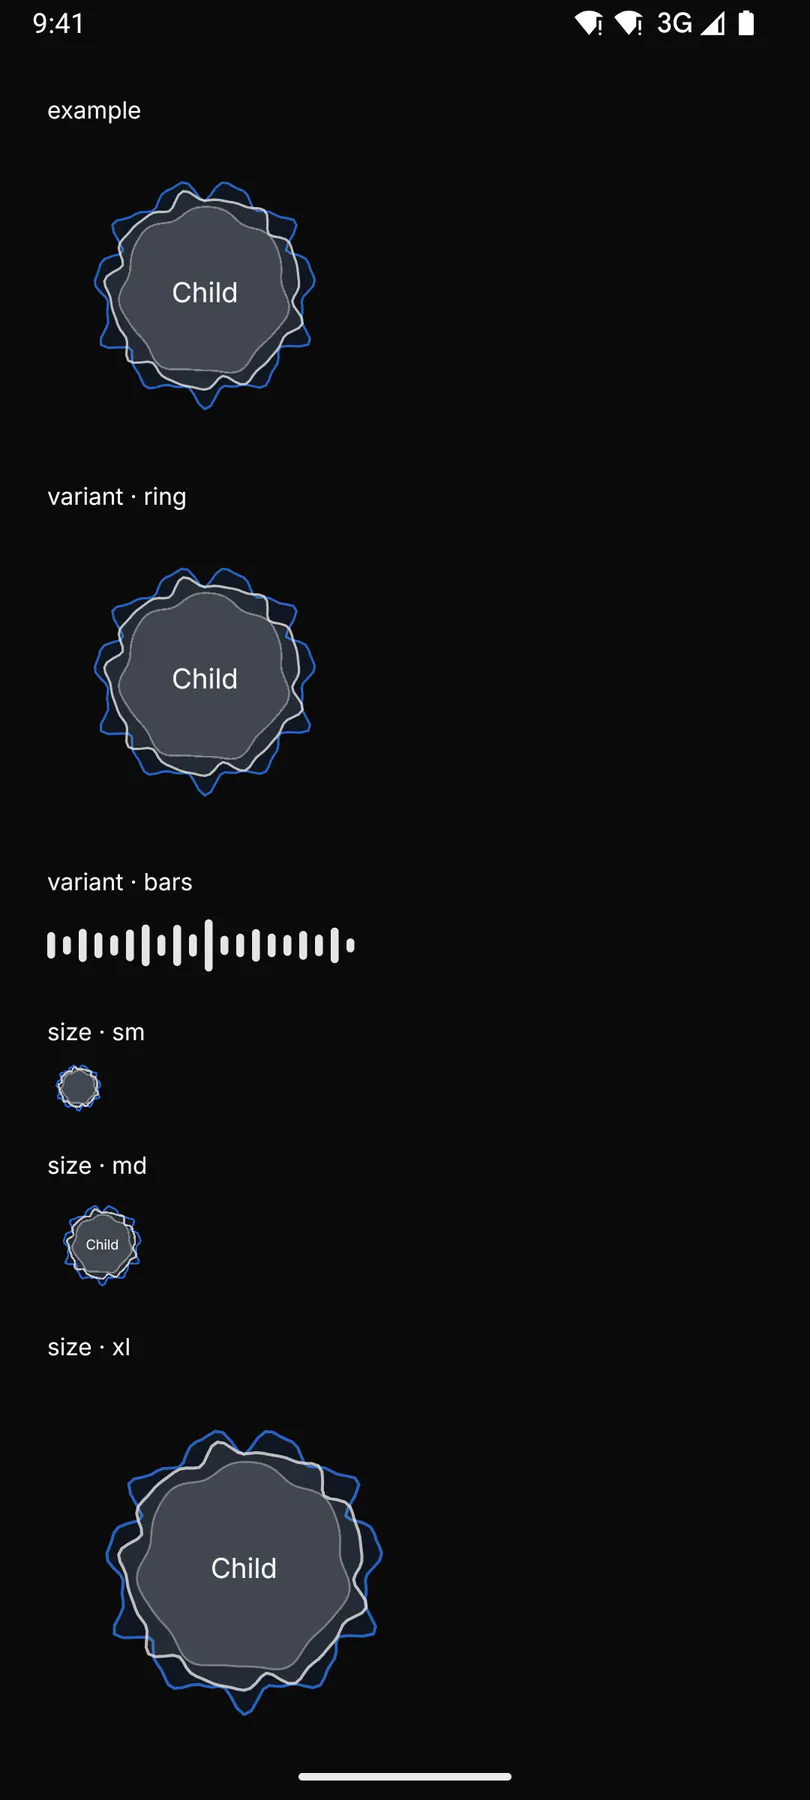 9:41
3G
example
Child
variant · ring
Child
variant · bars
size · sm
size · md
Child
size · xl
Child